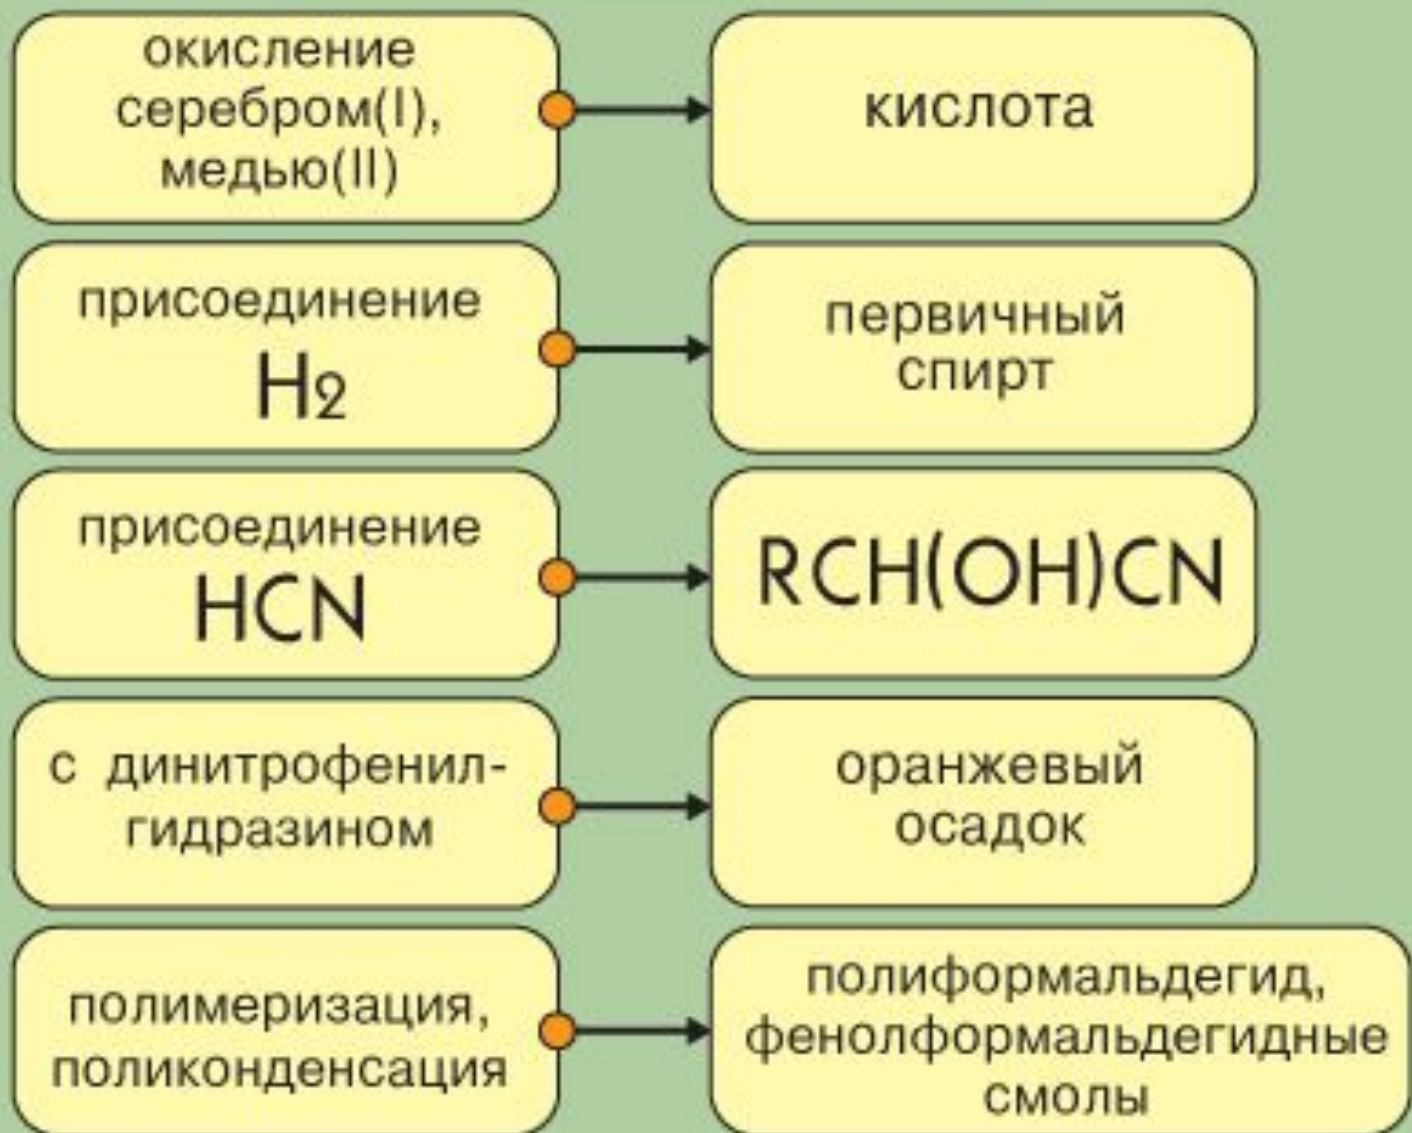 окисление
серебром(I),
медью(II)
кислота
присоединение
H2
первичный
спирт
присоединение
HCN
RCH(OH)CN
с динитрофенил-
гидразином
оранжевый
осадок
полимеризация,
поликонденсация
полиформальдегид,
фенолформальдегидные
смолы